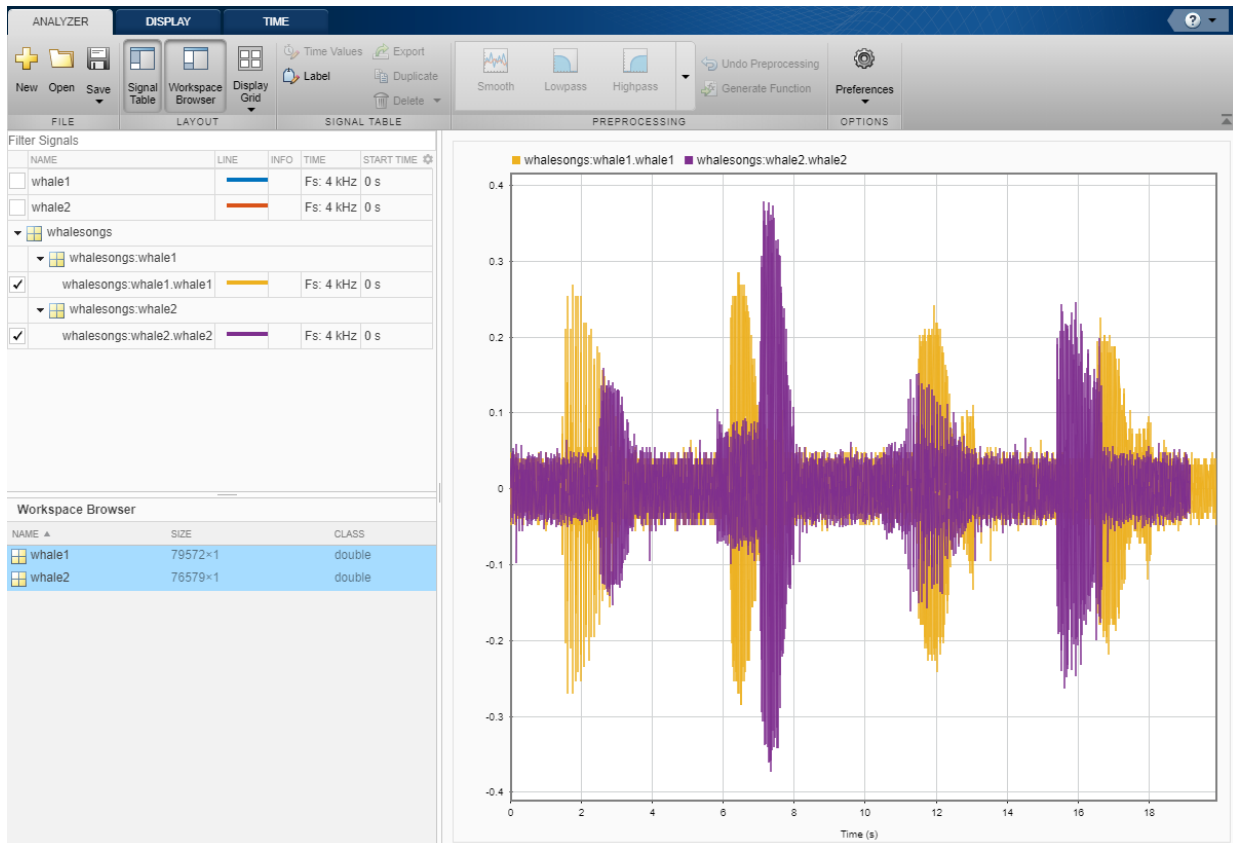 ANALYZER DISPLAY TIME ?
New Open Save Signal Table Workspace Browser Display Grid Time Values Export Label Duplicate Delete Smooth Lowpass Highpass Undo Preprocessing Generate Function Preferences
FILE LAYOUT SIGNAL TABLE PREPROCESSING OPTIONS
Filter Signals
NAME LINE INFO TIME START TIME
whale1 Fs: 4 kHz 0 s
whale2 Fs: 4 kHz 0 s
whalesongs
whalesongs:whale1
whalesongs:whale1.whale1 Fs: 4 kHz 0 s
whalesongs:whale2
whalesongs:whale2.whale2 Fs: 4 kHz 0 s
Workspace Browser
NAME SIZE CLASS
whale1 79572×1 double
whale2 76579×1 double
whalesongs:whale1.whale1 whalesongs:whale2.whale2
0.4
0.3
0.2
0.1
0
-0.1
-0.2
-0.3
-0.4
0 2 4 6 8 10 12 14 16 18
Time (s)